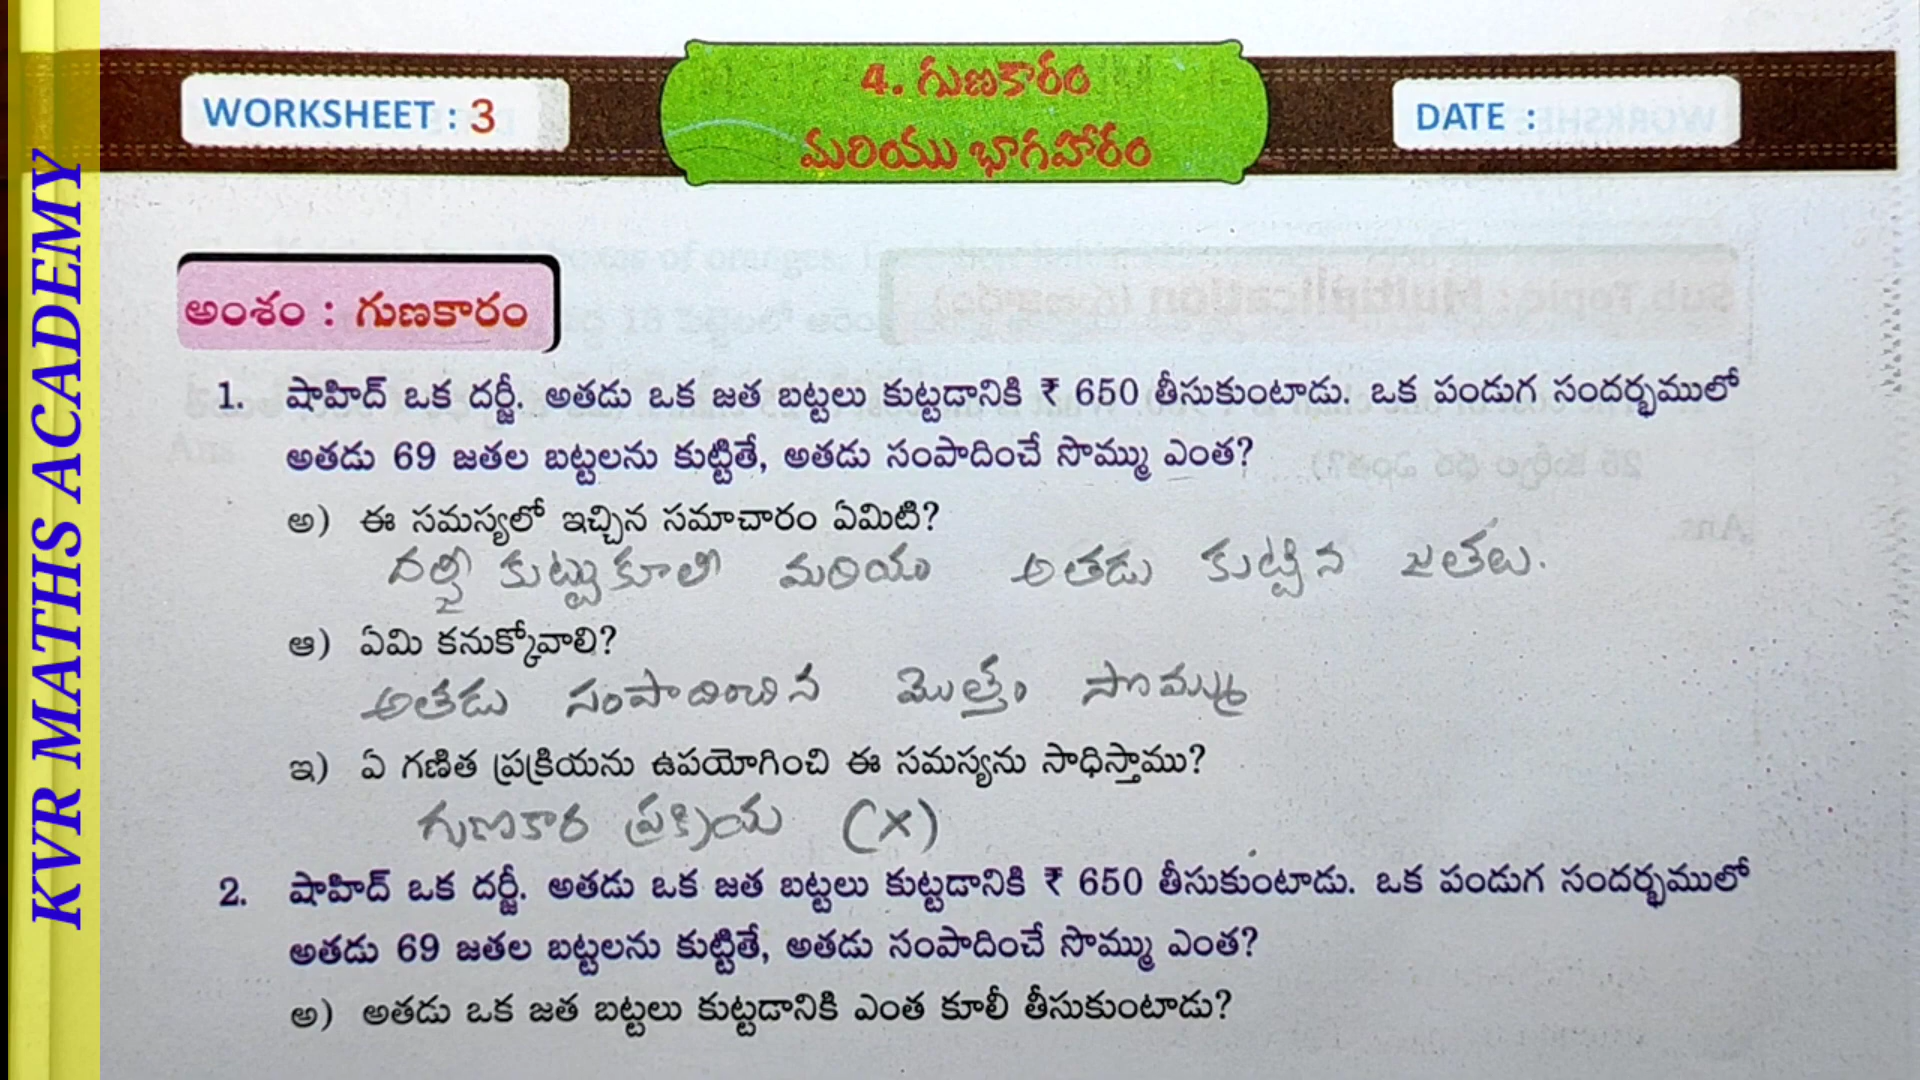 KVR MATHS ACADEMY
WORKSHEET : 3
4. గుణకారం
మరియు భాగహారం
DATE :
అంశం : గుణకారం
1. షాహిద్ ఒక దర్జీ. అతడు ఒక జత బట్టలు కుట్టడానికి ₹ 650 తీసుకుంటాడు. ఒక పండుగ సందర్భములో
అతడు 69 జతల బట్టలను కుట్టితే, అతడు సంపాదించే సొమ్ము ఎంత?
అ) ఈ సమస్యలో ఇచ్చిన సమాచారం ఏమిటి?
దర్జీ కుట్టుకూలీ మరియు అతడు కుట్టిన జతలు.
ఆ) ఏమి కనుక్కోవాలి?
అతడు సంపాదించిన మొత్తం సొమ్ము
ఇ) ఏ గణిత ప్రక్రియను ఉపయోగించి ఈ సమస్యను సాధిస్తాము?
గుణకార ప్రక్రియ (×)
2. షాహిద్ ఒక దర్జీ. అతడు ఒక జత బట్టలు కుట్టడానికి ₹ 650 తీసుకుంటాడు. ఒక పండుగ సందర్భములో
అతడు 69 జతల బట్టలను కుట్టితే, అతడు సంపాదించే సొమ్ము ఎంత?
అ) అతడు ఒక జత బట్టలు కుట్టడానికి ఎంత కూలీ తీసుకుంటాడు?